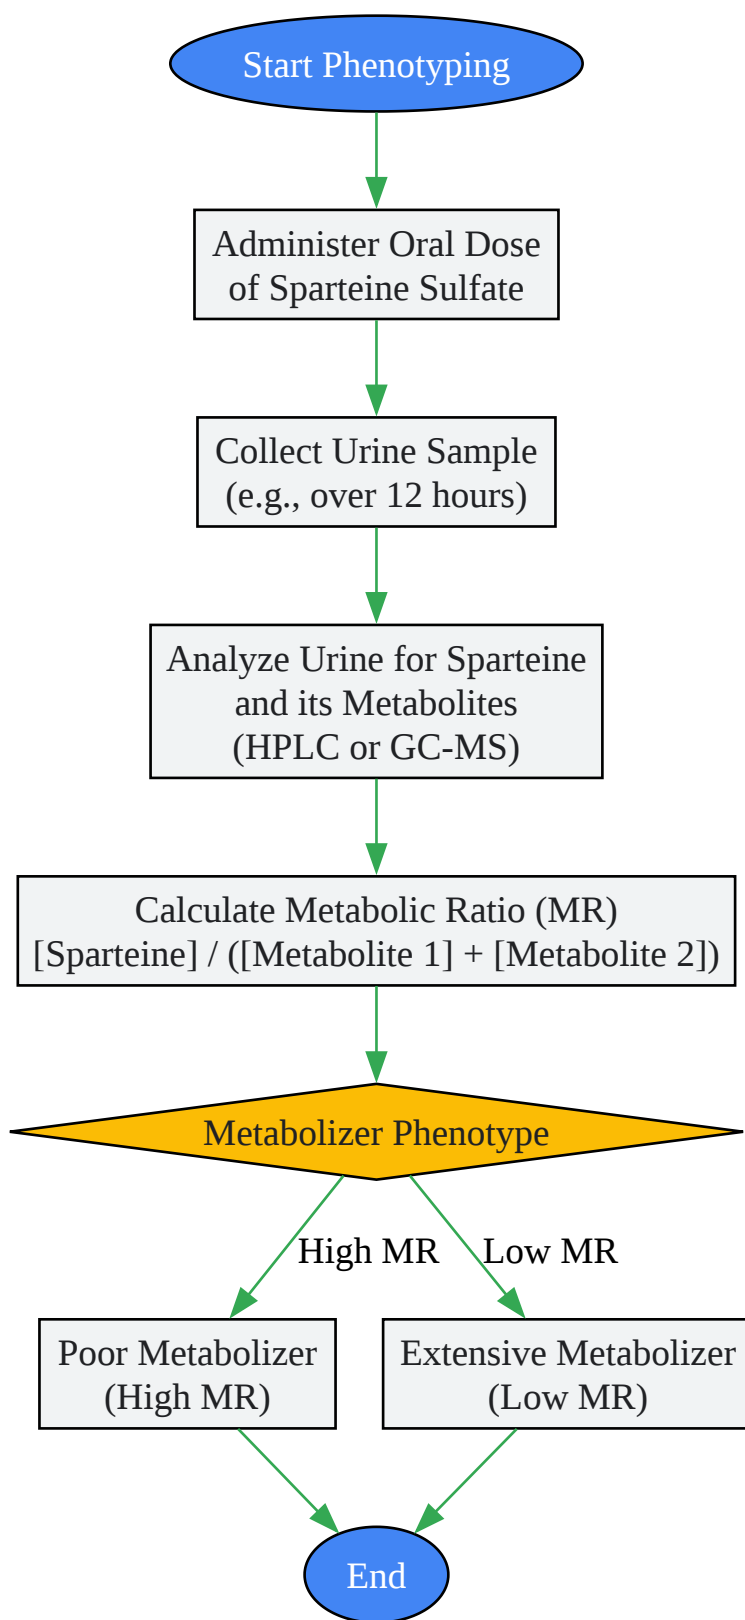 Start Phenotyping
Administer Oral Dose
of Sparteine Sulfate
Collect Urine Sample
(e.g., over 12 hours)
Analyze Urine for Sparteine
and its Metabolites
(HPLC or GC-MS)
Calculate Metabolic Ratio (MR)
[Sparteine] / ([Metabolite 1] + [Metabolite 2])
Metabolizer Phenotype
High MR
Low MR
Poor Metabolizer
(High MR)
Extensive Metabolizer
(Low MR)
End